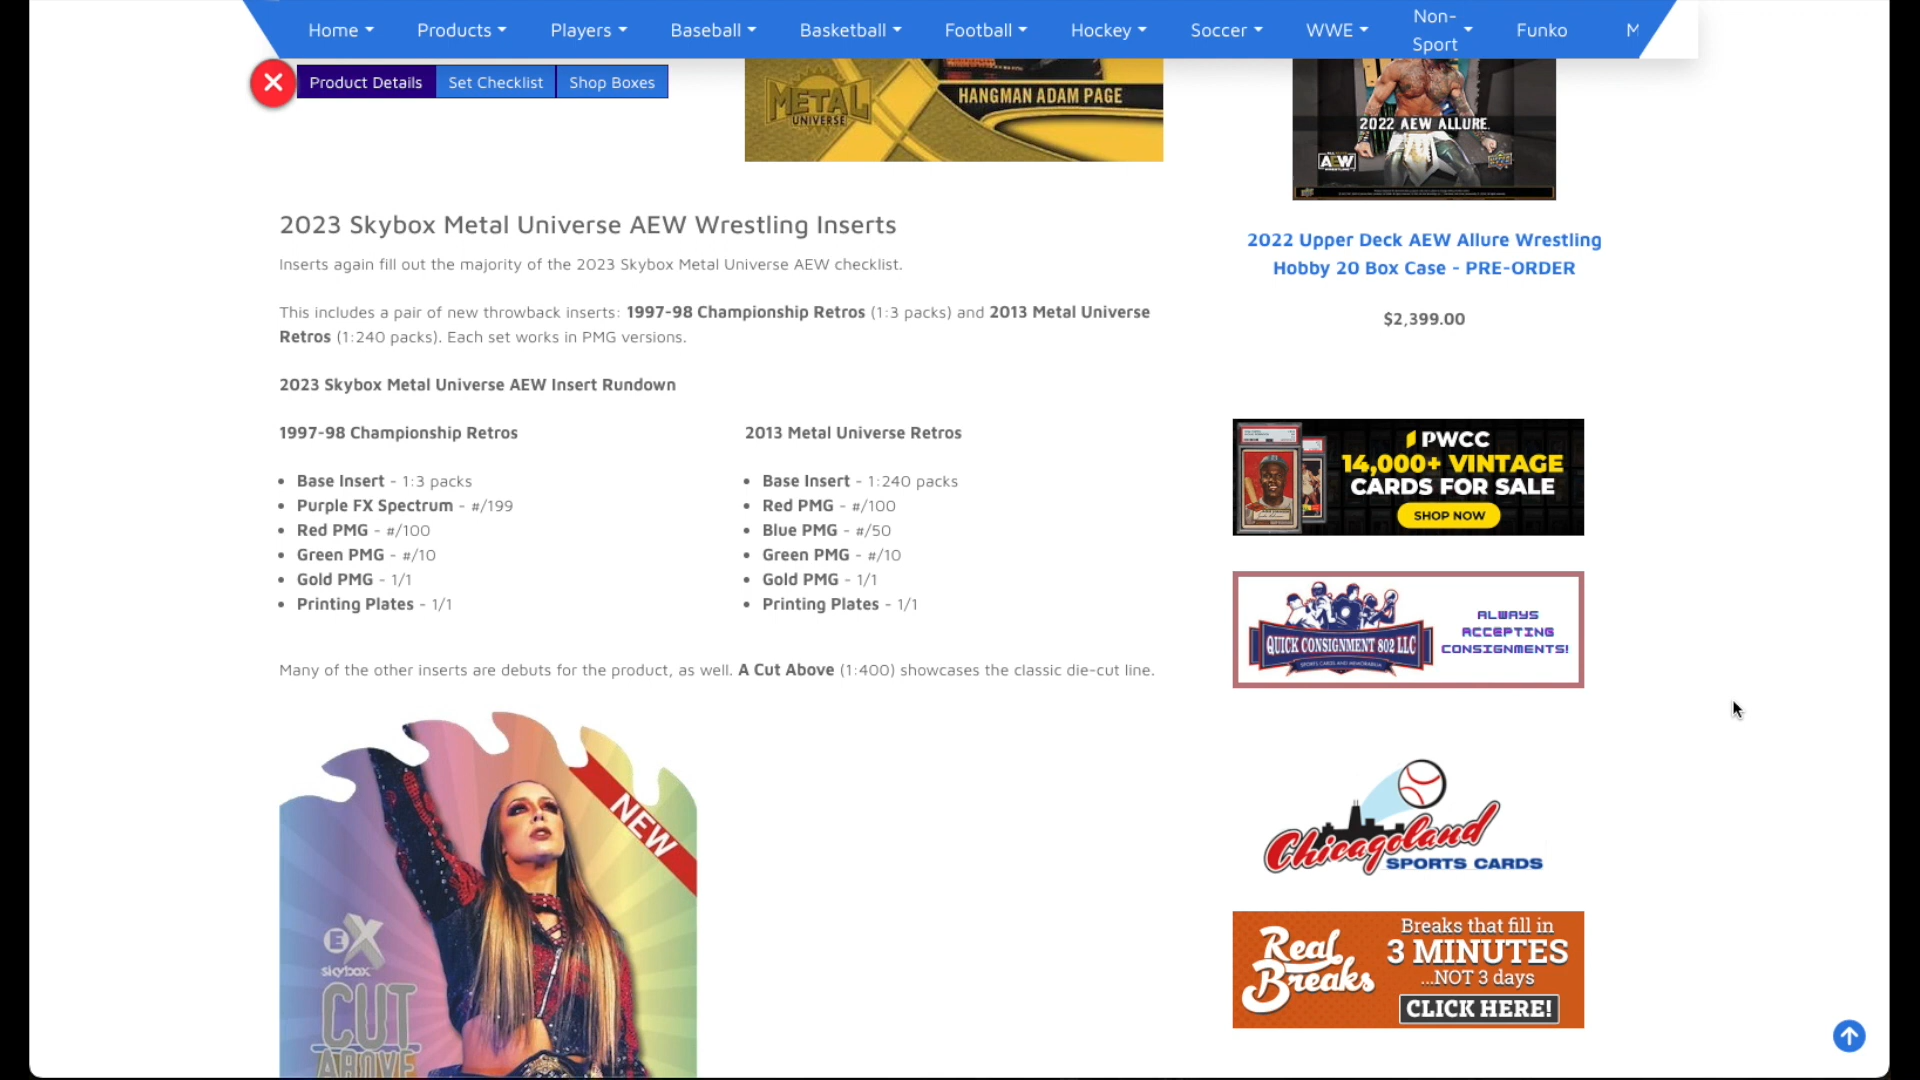 Home
Products
Players
Baseball
Basketball
Football
Hockey
Soccer
WWE
Non-
Sport
Funko
M
Product Details
Set Checklist
Shop Boxes
METAL
UNIVERSE
HANGMAN ADAM PAGE
2022 AEW ALLURE
AEW
2023 Skybox Metal Universe AEW Wrestling Inserts
Inserts again fill out the majority of the 2023 Skybox Metal Universe AEW checklist.
This includes a pair of new throwback inserts: 1997-98 Championship Retros (1:3 packs) and 2013 Metal Universe
Retros (1:240 packs). Each set works in PMG versions.
2023 Skybox Metal Universe AEW Insert Rundown
1997-98 Championship Retros
Base Insert - 1:3 packs
Purple FX Spectrum - #/199
Red PMG - #/100
Green PMG - #/10
Gold PMG - 1/1
Printing Plates - 1/1
2013 Metal Universe Retros
Base Insert - 1:240 packs
Red PMG - #/100
Blue PMG - #/50
Green PMG - #/10
Gold PMG - 1/1
Printing Plates - 1/1
Many of the other inserts are debuts for the product, as well. A Cut Above (1:400) showcases the classic die-cut line.
NEW
EX
skybox
CUT
ABOVE
2022 Upper Deck AEW Allure Wrestling
Hobby 20 Box Case - PRE-ORDER
$2,399.00
PWCC
14,000+ VINTAGE
CARDS FOR SALE
SHOP NOW
QUICK CONSIGNMENT 802 LLC
SPORTS CARDS AND MEMORABILIA
ALWAYS
ACCEPTING
CONSIGNMENTS!
Chicagoland
SPORTS CARDS
Real
Breaks
Breaks that fill in
3 MINUTES
...NOT 3 days
CLICK HERE!